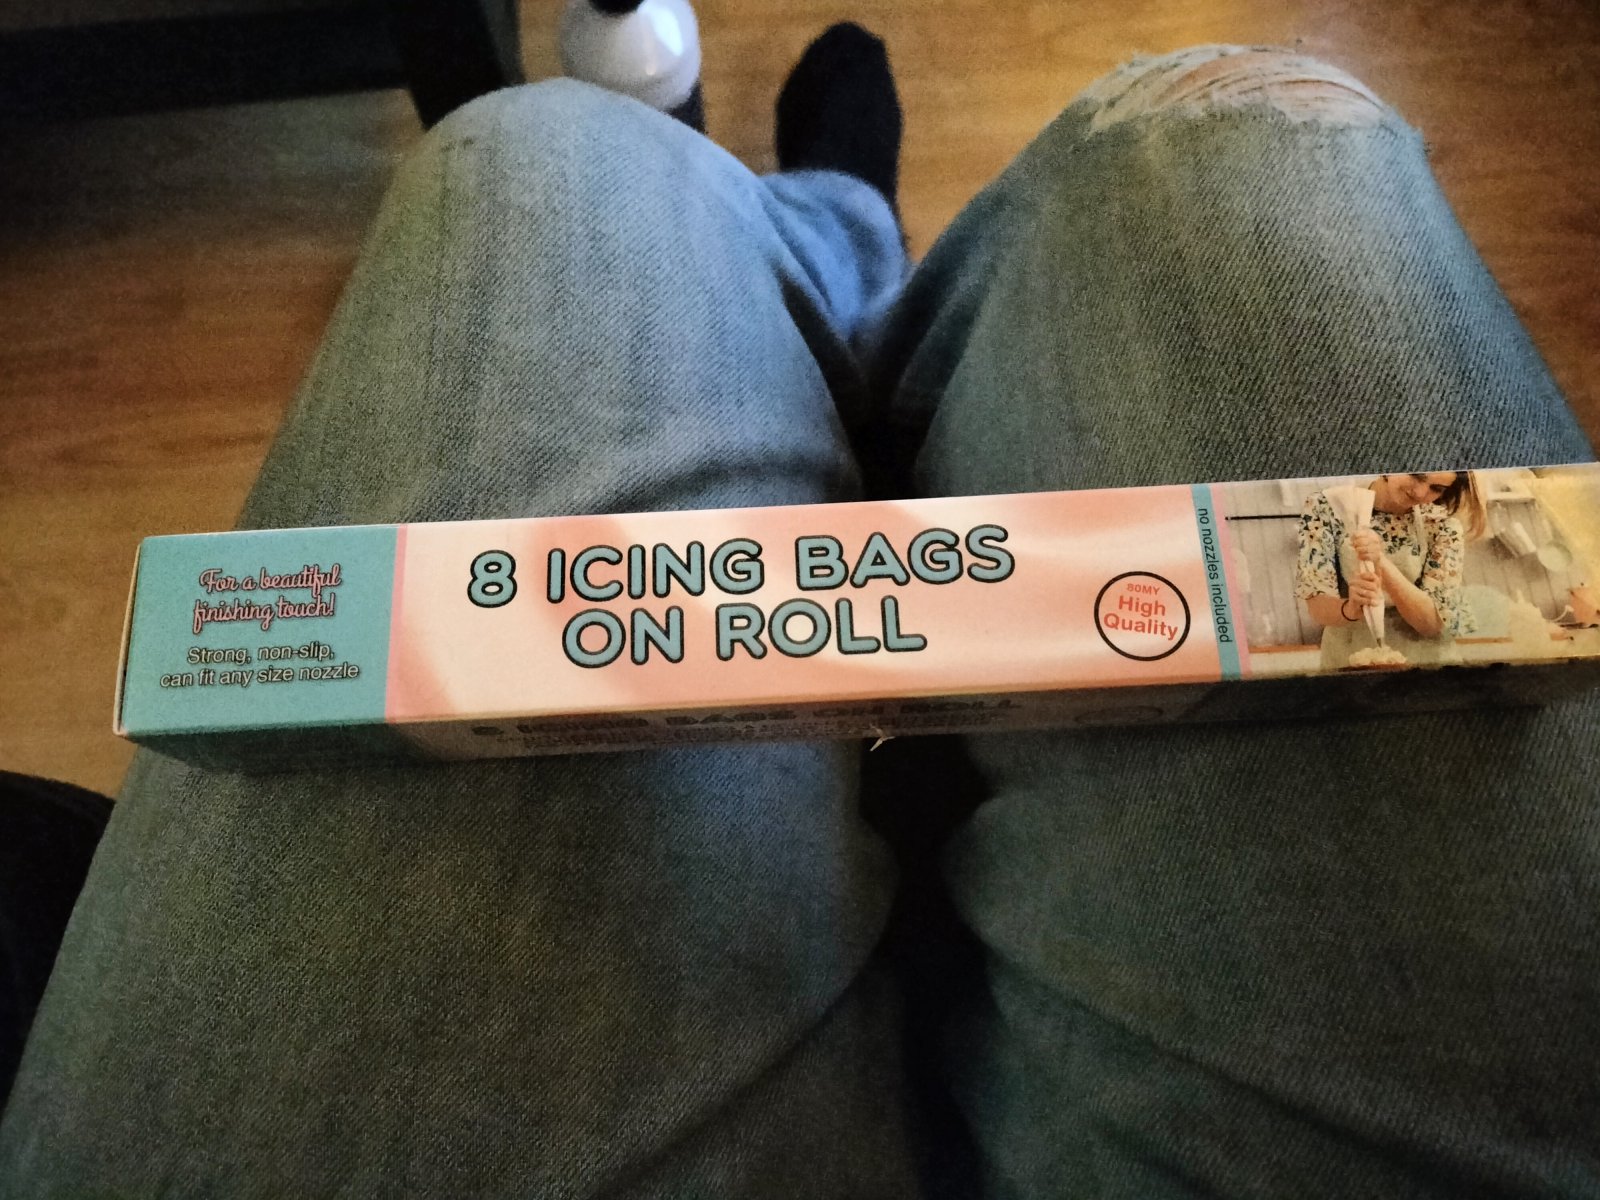 For a beautiful
finishing touch!
Strong, non-slip,
can fit any size nozzle
8 ICING BAGS
ON ROLL
80MY
High
Quality
no nozzles included